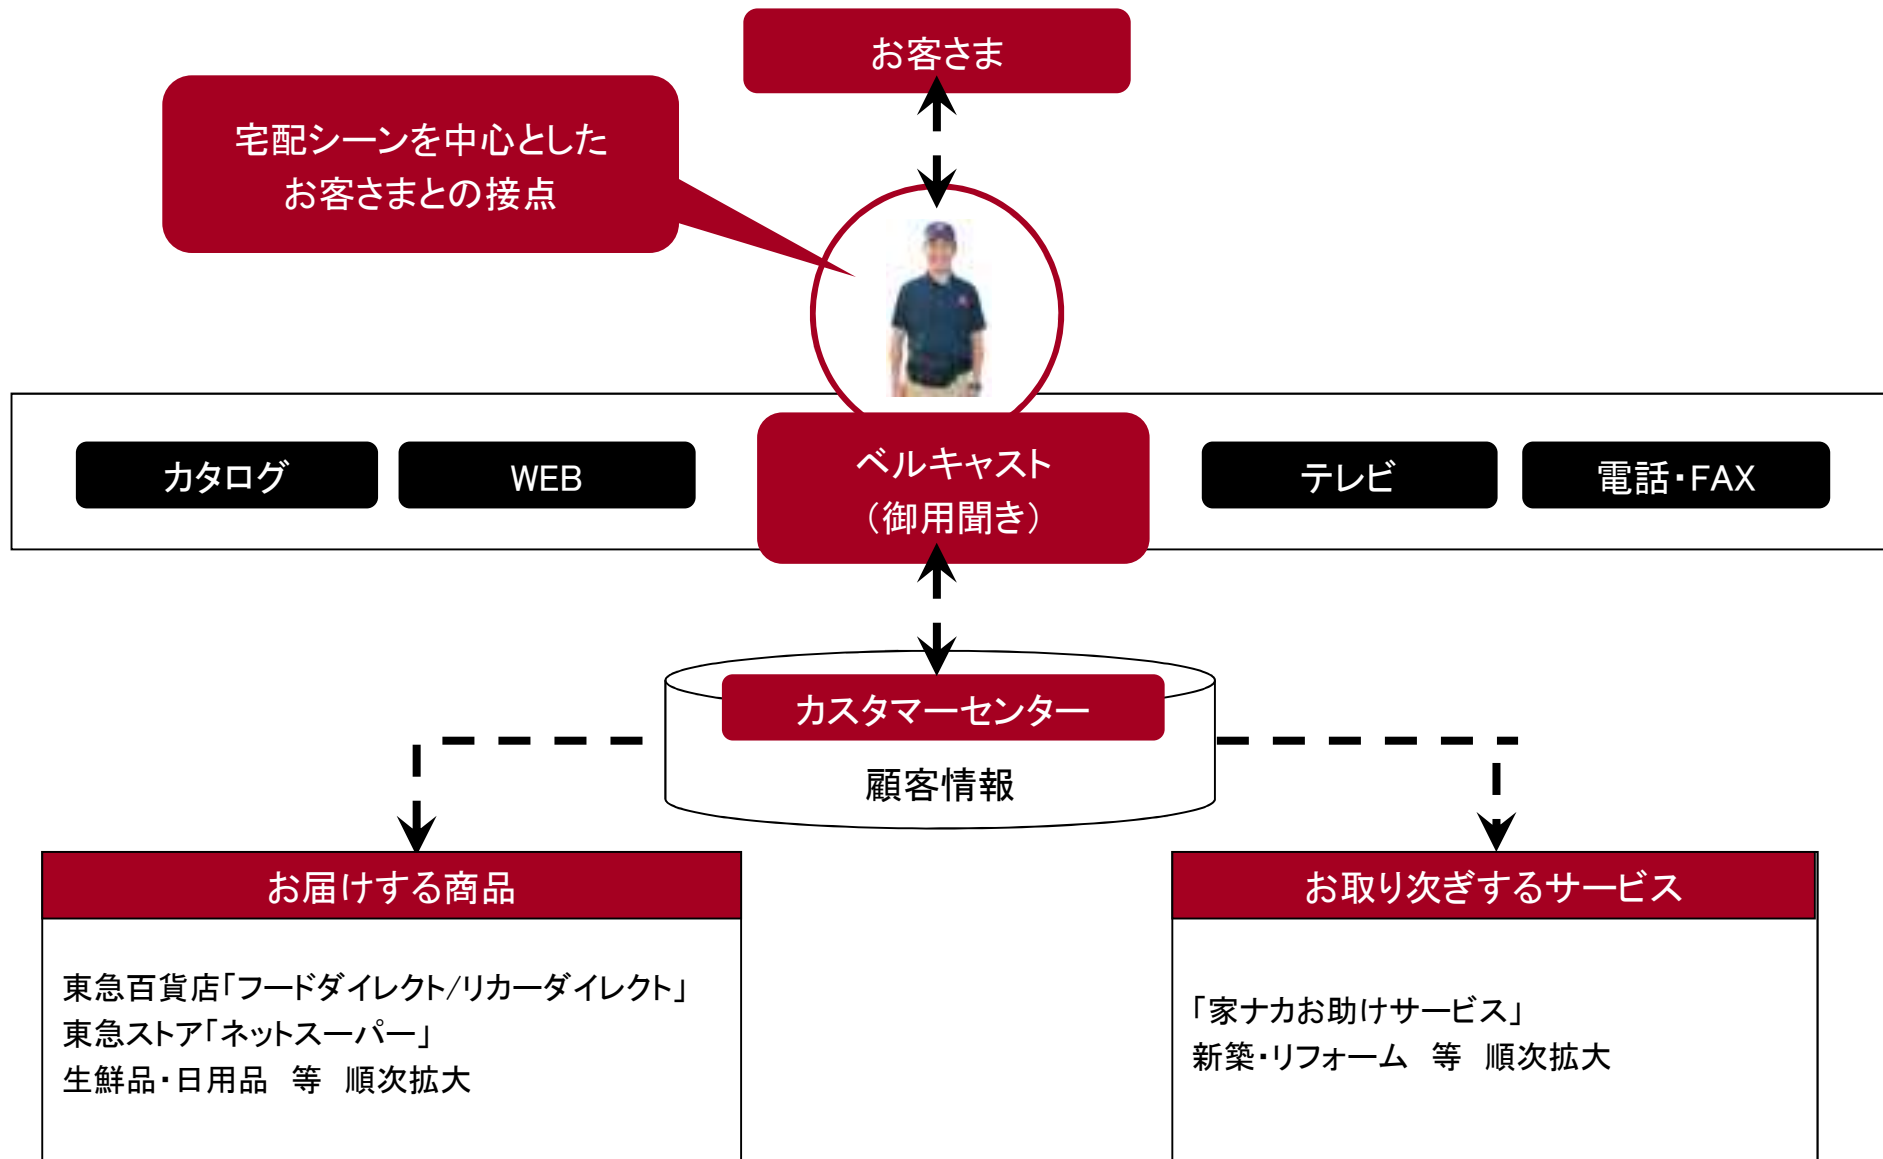 お客さま
宅配シーンを中心とした
お客さまとの接点
カタログ
WEB
ベルキャスト
（御用聞き）
テレビ
電話・FAX
カスタマーセンター
顧客情報
お届けする商品
東急百貨店「フードダイレクト/リカーダイレクト」
東急ストア「ネットスーパー」
生鮮品・日用品　等　順次拡大
お取り次ぎするサービス
「家ナカお助けサービス」
新築・リフォーム　等　順次拡大